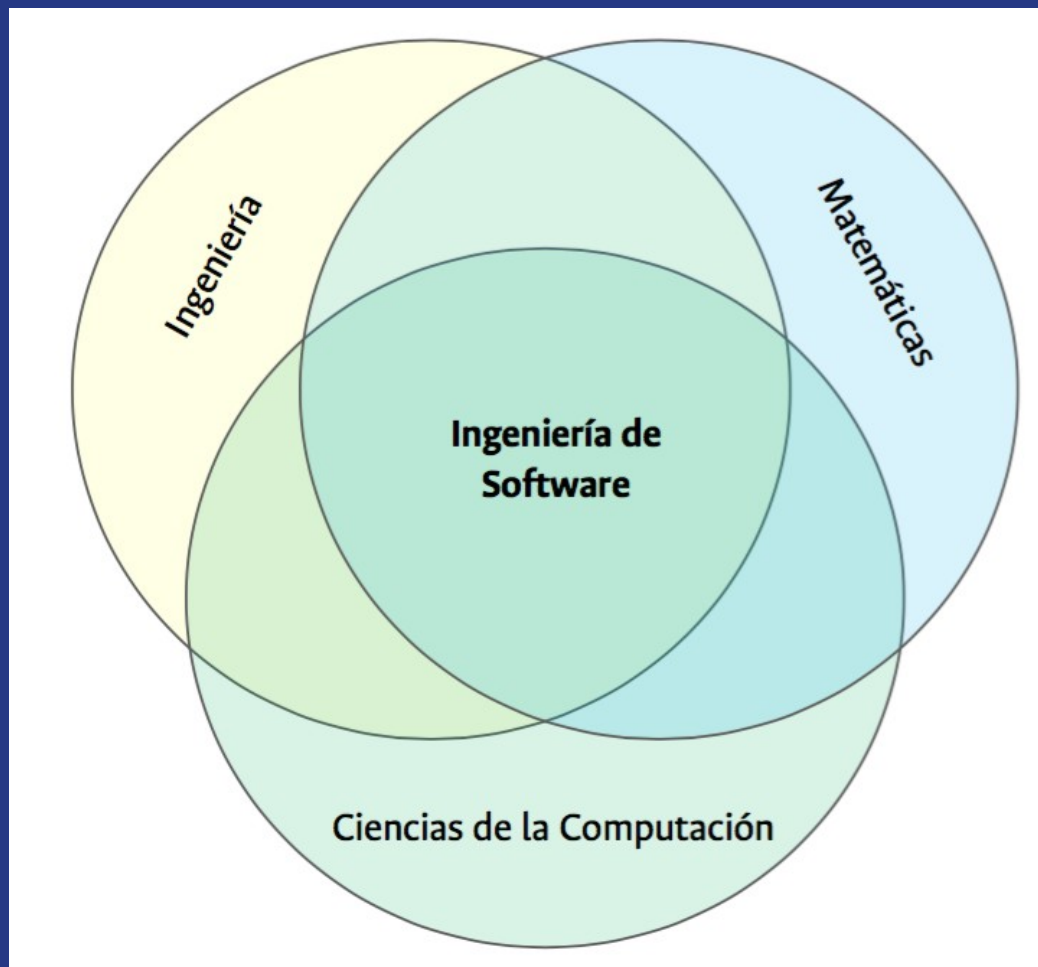 Ingeniería
Matemáticas
Ingeniería de
Software
Ciencias de la Computación